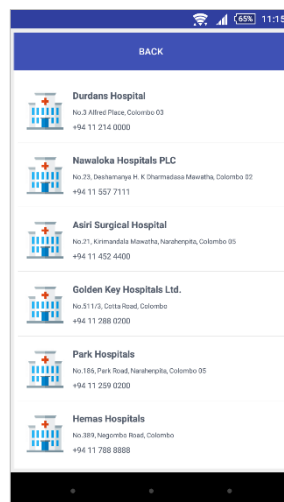 65% 11:15
BACK
Durdans Hospital
No.3 Alfred Place, Colombo 03
+94 11 214 0000
Nawaloka Hospitals PLC
No.23, Deshamanya H. K Dharmadasa Mawatha, Colombo 02
+94 11 557 7111
Asiri Surgical Hospital
No.21, Kirimandala Mawatha, Narahenpita, Colombo 05
+94 11 452 4400
Golden Key Hospitals Ltd.
No.511/3, Cotta Road, Colombo
+94 11 288 0200
Park Hospitals
No.186, Park Road, Narahenpita, Colombo 05
+94 11 259 0200
Hemas Hospitals
No.389, Negombo Road, Colombo
+94 11 788 8888